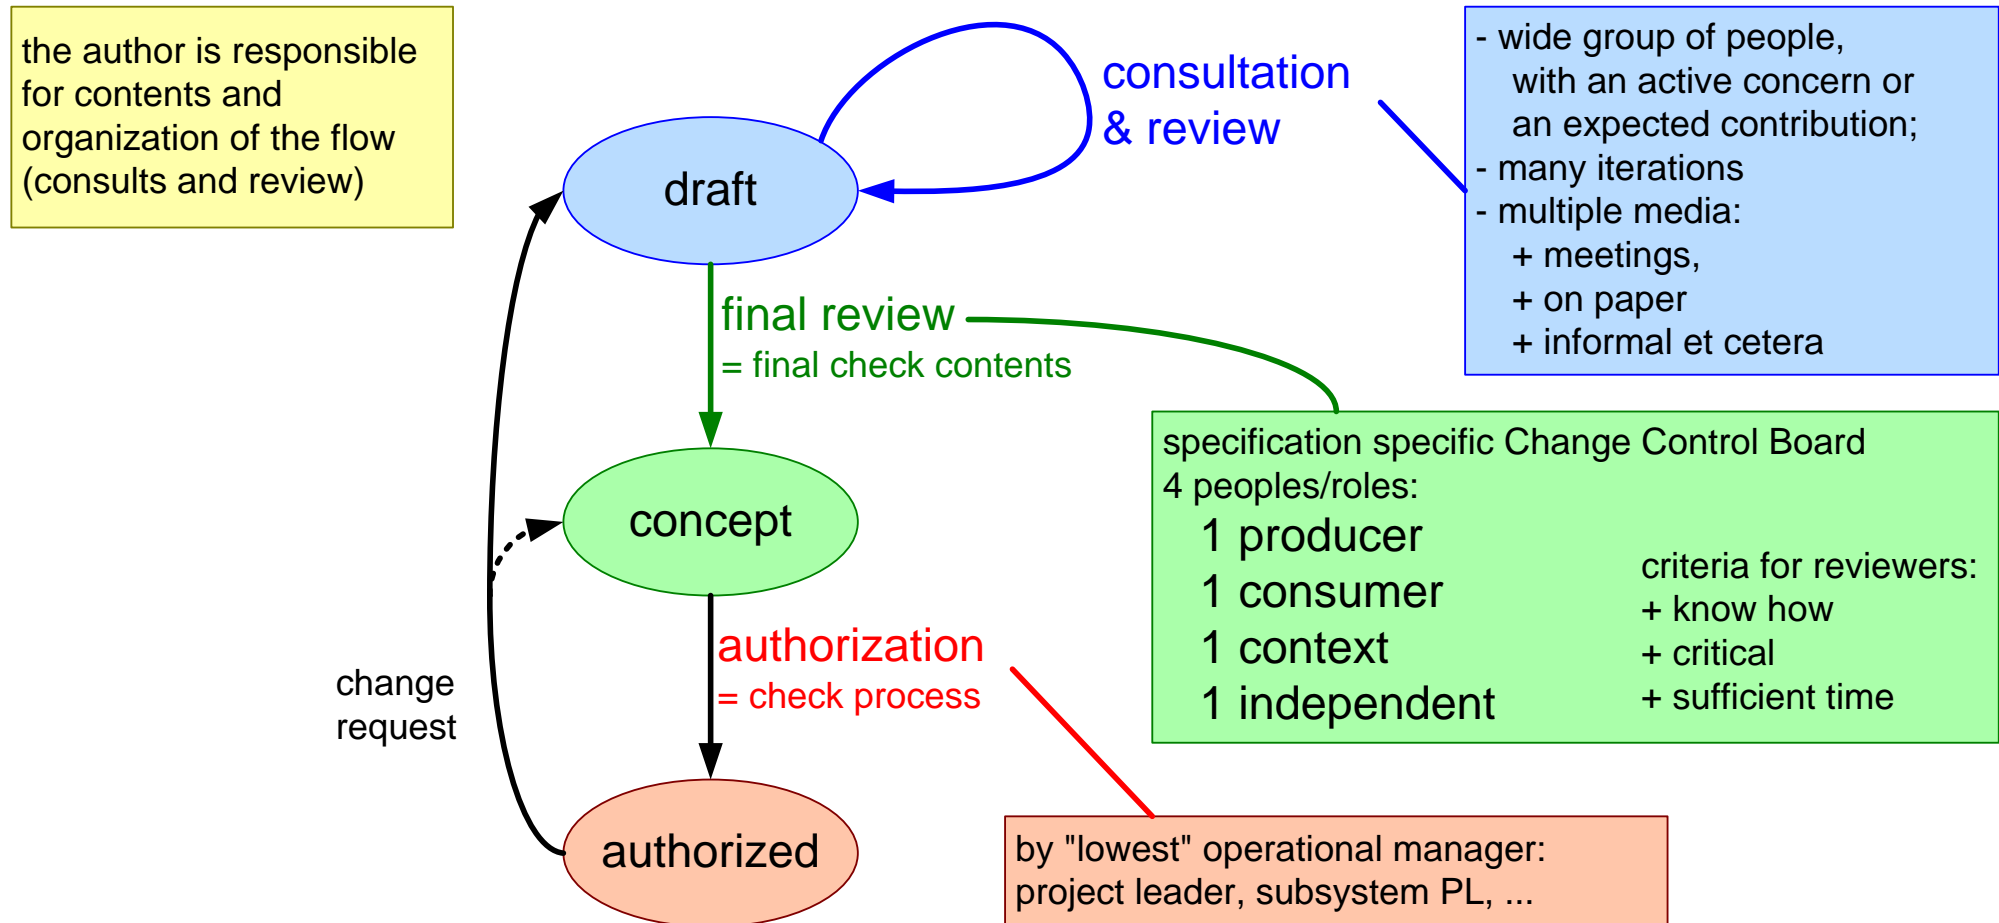 the author is responsible
for contents and
organization of the flow
(consults and review)
consultation
& review
- wide group of people,
with an active concern or
an expected contribution;
- many iterations
- multiple media:
+ meetings,
+ on paper
+ informal et cetera
draft
final review
= final check contents
specification specific Change Control Board
4 peoples/roles:
1 producer
1 consumer
1 context
1 independent
criteria for reviewers:
+ know how
+ critical
+ sufficient time
concept
authorization
= check process
change
request
authorized
by "lowest" operational manager:
project leader, subsystem PL, ...